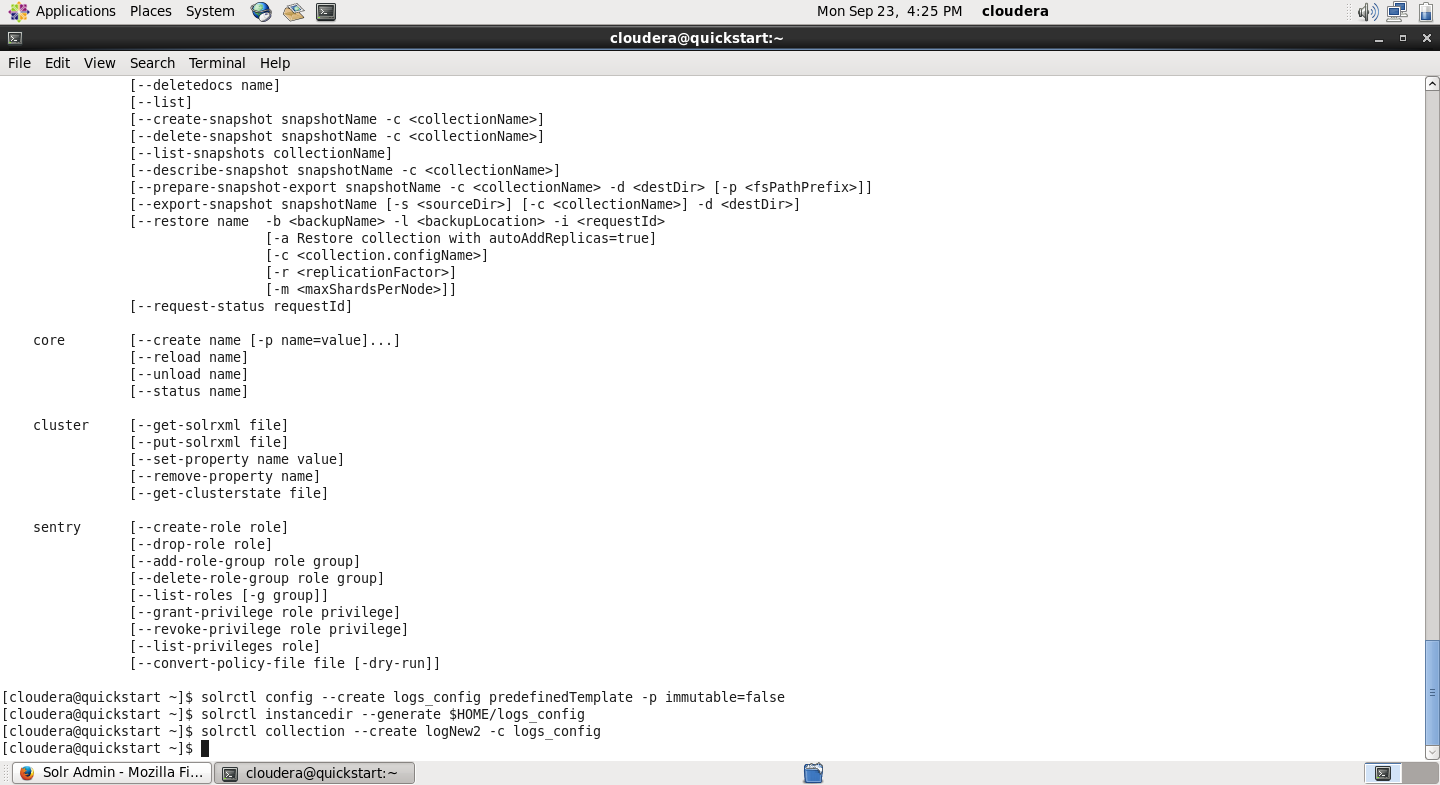 Applications Places System Mon Sep 23, 4:25 PM cloudera
cloudera@quickstart:~
File Edit View Search Terminal Help
[--deletedocs name]
[--list]
[--create-snapshot snapshotName -c <collectionName>]
[--delete-snapshot snapshotName -c <collectionName>]
[--list-snapshots collectionName]
[--describe-snapshot snapshotName -c <collectionName>]
[--prepare-snapshot-export snapshotName -c <collectionName> -d <destDir> [-p <fsPathPrefix>]]
[--export-snapshot snapshotName [-s <sourceDir>] [-c <collectionName>] -d <destDir>]
[--restore name  -b <backupName> -l <backupLocation> -i <requestId>
[-a Restore collection with autoAddReplicas=true]
[-c <collection.configName>]
[-r <replicationFactor>]
[-m <maxShardsPerNode>]]
[--request-status requestId]
core [--create name [-p name=value]...]
[--reload name]
[--unload name]
[--status name]
cluster [--get-solrxml file]
[--put-solrxml file]
[--set-property name value]
[--remove-property name]
[--get-clusterstate file]
sentry [--create-role role]
[--drop-role role]
[--add-role-group role group]
[--delete-role-group role group]
[--list-roles [-g group]]
[--grant-privilege role privilege]
[--revoke-privilege role privilege]
[--list-privileges role]
[--convert-policy-file file [-dry-run]]
[cloudera@quickstart ~]$ solrctl config --create logs_config predefinedTemplate -p immutable=false
[cloudera@quickstart ~]$ solrctl instancedir --generate $HOME/logs_config
[cloudera@quickstart ~]$ solrctl collection --create logNew2 -c logs_config
[cloudera@quickstart ~]$
Solr Admin - Mozilla Fi... cloudera@quickstart:~